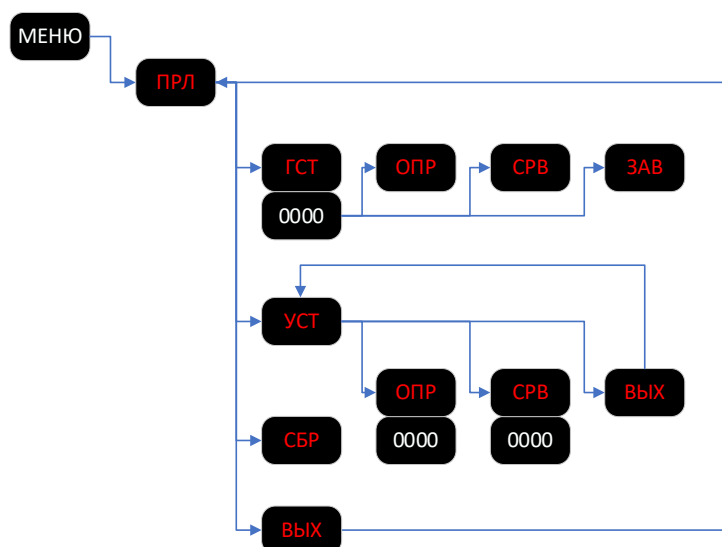 МЕНЮ
ПРЛ
ГСТ ОПР СРВ ЗАВ
0000
УСТ
ОПР СРВ ВЫХ
СБР 0000 0000
ВЫХ